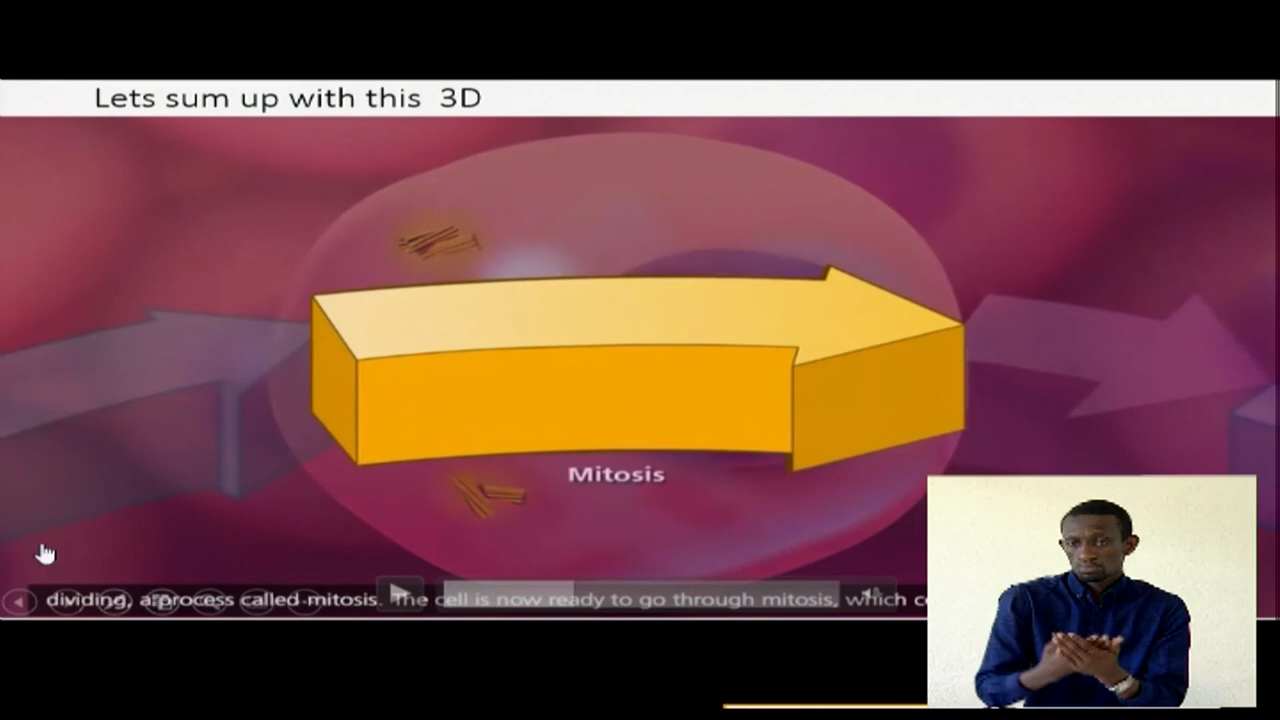 Lets sum up with this 3D
Mitosis
dividing, a process called mitosis. The cell is now ready to go through mitosis, which